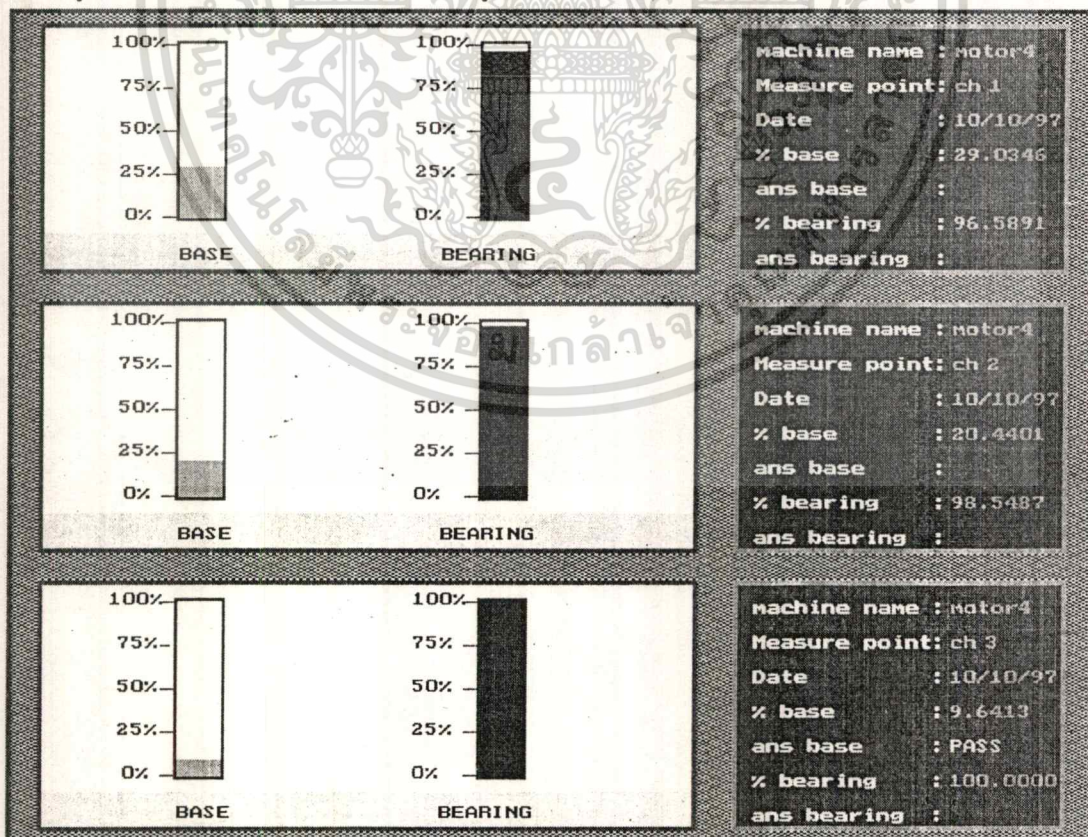 100%
75%
50%
25%
0%
BASE
100%
75%
50%
25%
0%
BEARING
machine name : motor4
Measure point: ch 1
Date : 10/10/97
% base : 29.0346
ans base :
% bearing : 96.5891
ans bearing :
100%
75%
50%
25%
0%
BASE
100%
75%
50%
25%
0%
BEARING
machine name : motor4
Measure point: ch 2
Date : 10/10/97
% base : 20.4401
ans base :
% bearing : 98.5487
ans bearing :
100%
75%
50%
25%
0%
BASE
100%
75%
50%
25%
0%
BEARING
machine name : motor4
Measure point: ch 3
Date : 10/10/97
% base : 9.6413
ans base : PASS
% bearing : 100.0000
ans bearing :